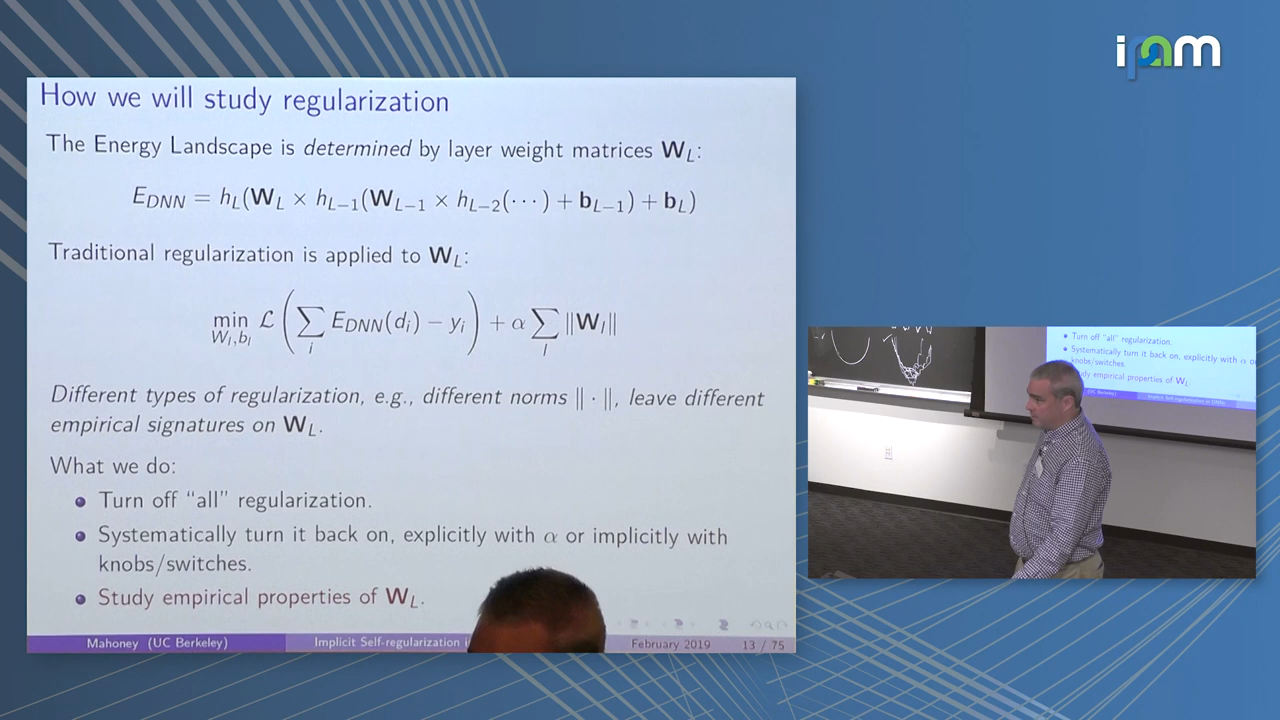 ipam
How we will study regularization
The Energy Landscape is determined by layer weight matrices W_L:
E_DNN = h_L(W_L × h_{L−1}(W_{L−1} × h_{L−2}(⋯) + b_{L−1}) + b_L)
Traditional regularization is applied to W_L:
min_{W_l,b_l} ℒ (∑_i E_DNN(d_i) − y_i) + α ∑_l ‖W_l‖
Different types of regularization, e.g., different norms ‖ · ‖, leave different
empirical signatures on W_L.
What we do:
Turn off “all” regularization.
Systematically turn it back on, explicitly with α or implicitly with
knobs/switches.
Study empirical properties of W_L.
Mahoney (UC Berkeley) Implicit Self-regularization February 2019 13 / 75
Turn off “all” regularization.
Systematically turn it back on, explicitly with α
knobs/switches.
empirical properties of W_L
Berkeley) Implicit Self-regularization in